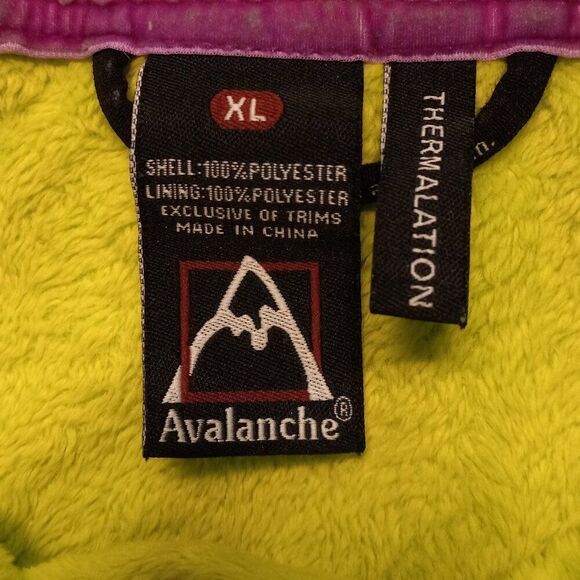 XL
SHELL:100%POLYESTER
LINING:100%POLYESTER
EXCLUSIVE OF TRIMS
MADE IN CHINA
Avalanche®
THERMALATION